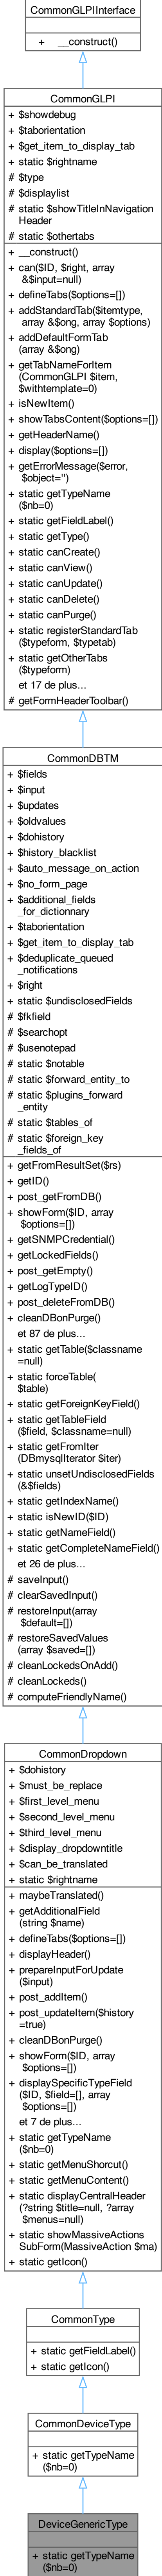 CommonGLPIInterface
+ __construct()
CommonGLPI
+ $showdebug
+ $taborientation
+ $get_item_to_display_tab
+ static $rightname
# $type
# $displaylist
# static $showTitleInNavigation
Header
# static $othertabs
+ __construct()
+ can($ID, $right, array
&$input=null)
+ defineTabs($options=[])
+ addStandardTab($itemtype,
array &$ong, array $options)
+ addDefaultFormTab
(array &$ong)
+ getTabNameForItem
(CommonGLPI $item,
$withtemplate=0)
+ isNewItem()
+ showTabsContent($options=[])
+ getHeaderName()
+ display($options=[])
+ getErrorMessage($error,
$object='')
+ static getTypeName
($nb=0)
+ static getFieldLabel()
+ static getType()
+ static canCreate()
+ static canView()
+ static canUpdate()
+ static canDelete()
+ static canPurge()
+ static registerStandardTab
($typeform, $typetab)
+ static getOtherTabs
($typeform)
et 17 de plus...
# getFormHeaderToolbar()
CommonDBTM
+ $fields
+ $input
+ $updates
+ $oldvalues
+ $dohistory
+ $history_blacklist
+ $auto_message_on_action
+ $no_form_page
+ $additional_fields
_for_dictionnary
+ $taborientation
+ $get_item_to_display_tab
+ $deduplicate_queued
_notifications
+ $right
+ static $undisclosedFields
# $fkfield
# $searchopt
# $usenotepad
# static $notable
# static $forward_entity_to
# static $plugins_forward
_entity
# static $tables_of
# static $foreign_key
_fields_of
+ getFromResultSet($rs)
+ getID()
+ post_getFromDB()
+ showForm($ID, array
$options=[])
+ getSNMPCredential()
+ getLockedFields()
+ post_getEmpty()
+ getLogTypeID()
+ post_deleteFromDB()
+ cleanDBonPurge()
et 87 de plus...
+ static getTable($classname
=null)
+ static forceTable(
$table)
+ static getForeignKeyField()
+ static getTableField
($field, $classname=null)
+ static getFromIter
(DBmysqlIterator $iter)
+ static unsetUndisclosedFields
(&$fields)
+ static getIndexName()
+ static isNewID($ID)
+ static getNameField()
+ static getCompleteNameField()
et 26 de plus...
# saveInput()
# clearSavedInput()
# restoreInput(array
$default=[])
# restoreSavedValues
(array $saved=[])
# cleanLockedsOnAdd()
# cleanLockeds()
# computeFriendlyName()
CommonDropdown
+ $dohistory
+ $must_be_replace
+ $first_level_menu
+ $second_level_menu
+ $third_level_menu
+ $display_dropdowntitle
+ $can_be_translated
+ static $rightname
+ maybeTranslated()
+ getAdditionalField
(string $name)
+ defineTabs($options=[])
+ displayHeader()
+ prepareInputForUpdate
($input)
+ post_addItem()
+ post_updateItem($history
=true)
+ cleanDBonPurge()
+ showForm($ID, array
$options=[])
+ displaySpecificTypeField
($ID, $field=[], array
$options=[])
et 7 de plus...
+ static getTypeName
($nb=0)
+ static getMenuShorcut()
+ static getMenuContent()
+ static displayCentralHeader
(?string $title=null, ?array
$menus=null)
+ static showMassiveActions
SubForm(MassiveAction $ma)
+ static getIcon()
CommonType
+ static getFieldLabel()
+ static getIcon()
CommonDeviceType
+ static getTypeName
($nb=0)
DeviceGenericType
+ static getTypeName
($nb=0)